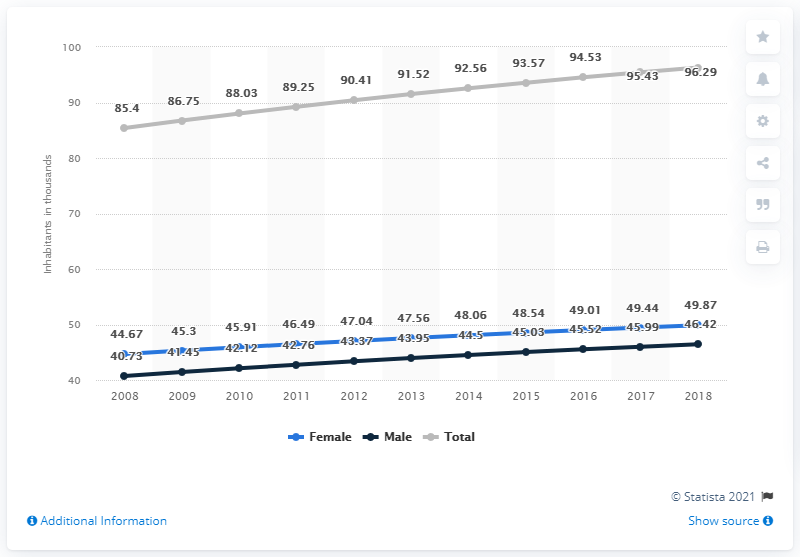 100
90
80
70
60
50
40
Inhabitants in thousands
85.4 86.75 88.03 89.25 90.41 91.52 92.56 93.57 94.53 95.43 96.29
44.67 45.3 45.91 46.49 47.04 47.56 48.06 48.54 49.01 49.44 49.87
40.73 41.45 42.12 42.76 43.37 43.95 44.5 45.03 45.52 45.99 46.42
2008 2009 2010 2011 2012 2013 2014 2015 2016 2017 2018
Female Male Total
© Statista 2021
Additional Information
Show source